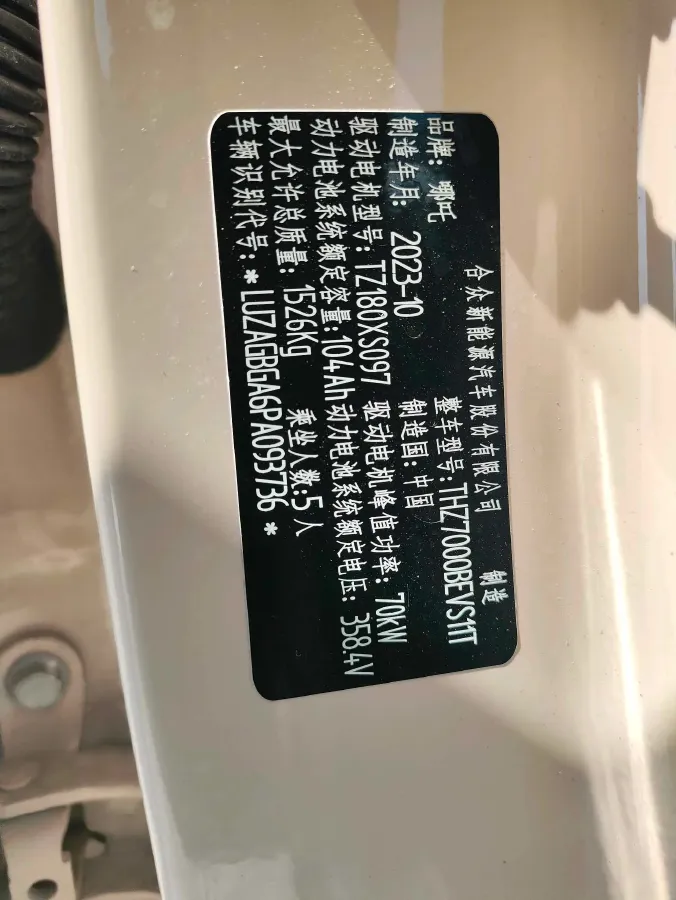 合众新能源汽车股份有限公司 制造
品牌: 哪吒 整车型号: THZ7000BEVS11T
制造年月: 2023-10 制造国: 中国
驱动电机型号: TZ180XS097 驱动电机峰值功率: 70kW
动力电池系统额定容量: 104Ah 动力电池系统额定电压: 358.4V
最大允许总质量: 1526Kg 乘坐人数: 5 人
车辆识别代号: *LUZAGBGA6PA093736*